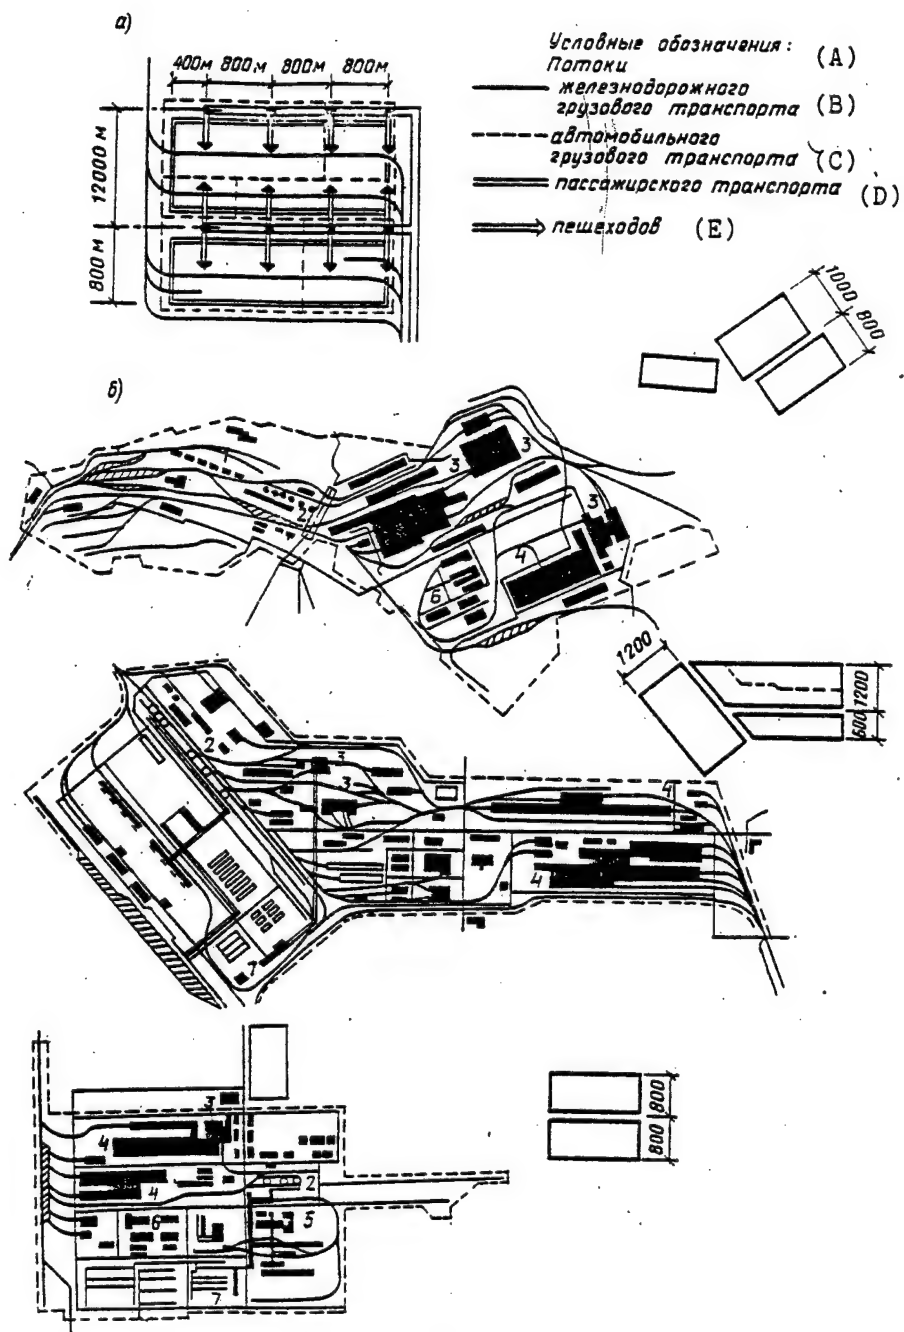 а)
400м 800м 800м 800м
12000 м
800 м
Условные обозначения: (A)
Потоки
железнодорожного
грузового транспорта (B)
автомобильного
грузового транспорта (C)
пассажирского транспорта (D)
пешеходов (E)
1000
800
б)
1
2
3
3
3
4
6
1200
1200
600
2
3
3
4
4
7
3
4
4
2
6
5
7
800
800